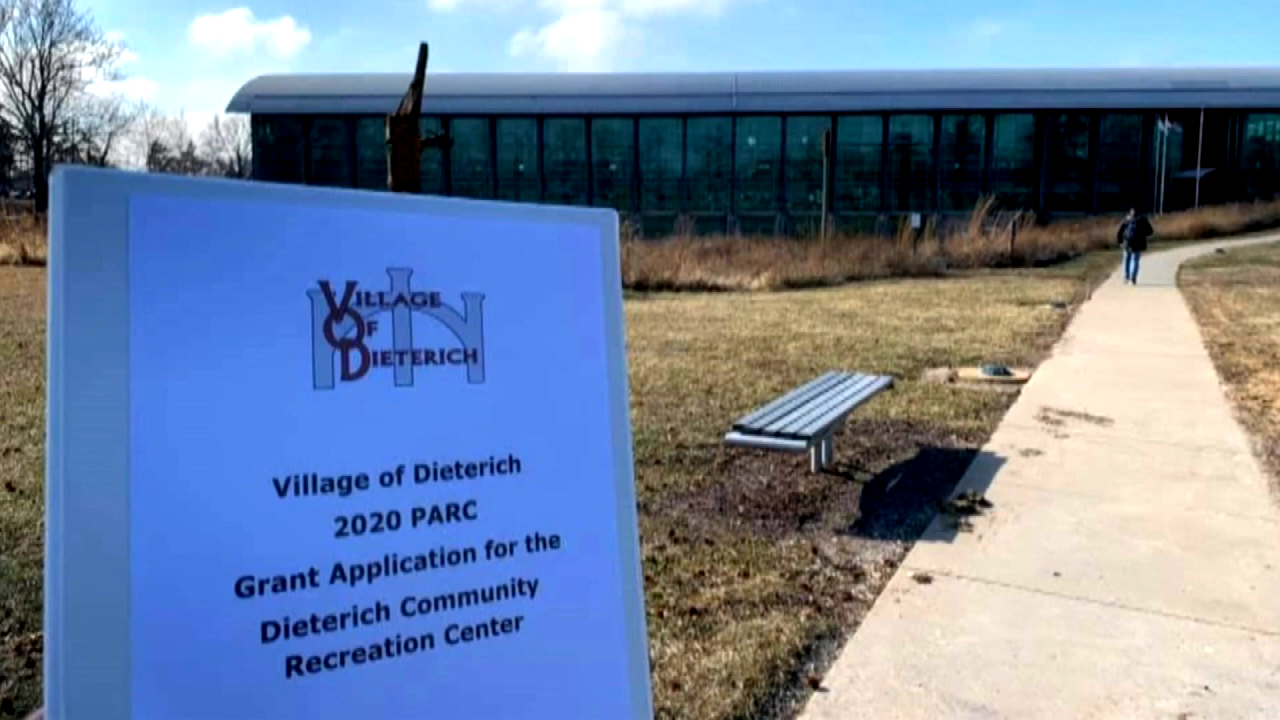 VILLAGE
OF
DIETERICH
Village of Dieterich
2020 PARC
Grant Application for the
Dieterich Community
Recreation Center